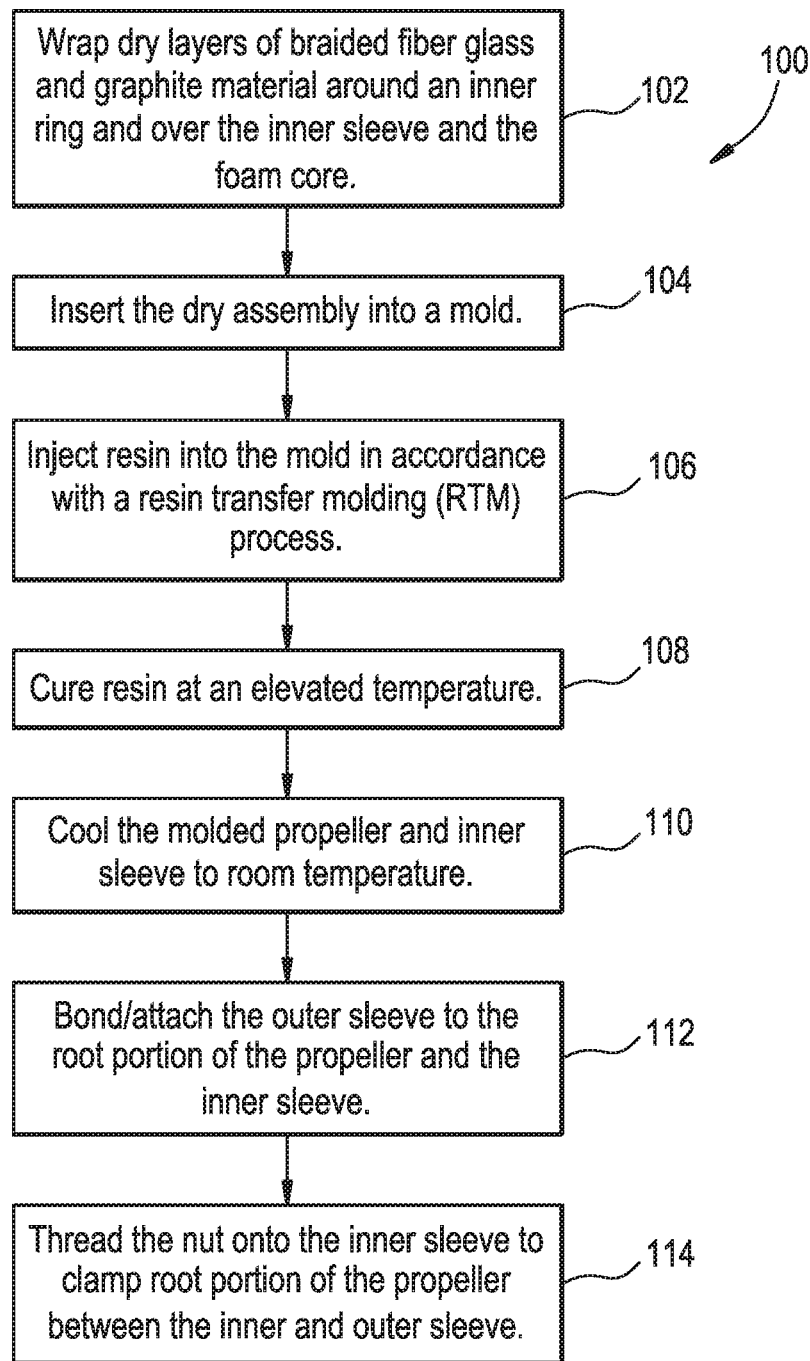 Wrap dry layers of braided fiber glass
and graphite material around an inner
ring and over the inner sleeve and the
foam core.
102
100
Insert the dry assembly into a mold.
104
Inject resin into the mold in accordance
with a resin transfer molding (RTM)
process.
106
Cure resin at an elevated temperature.
108
Cool the molded propeller and inner
sleeve to room temperature.
110
Bond/attach the outer sleeve to the
root portion of the propeller and the
inner sleeve.
112
Thread the nut onto the inner sleeve to
clamp root portion of the propeller
between the inner and outer sleeve.
114